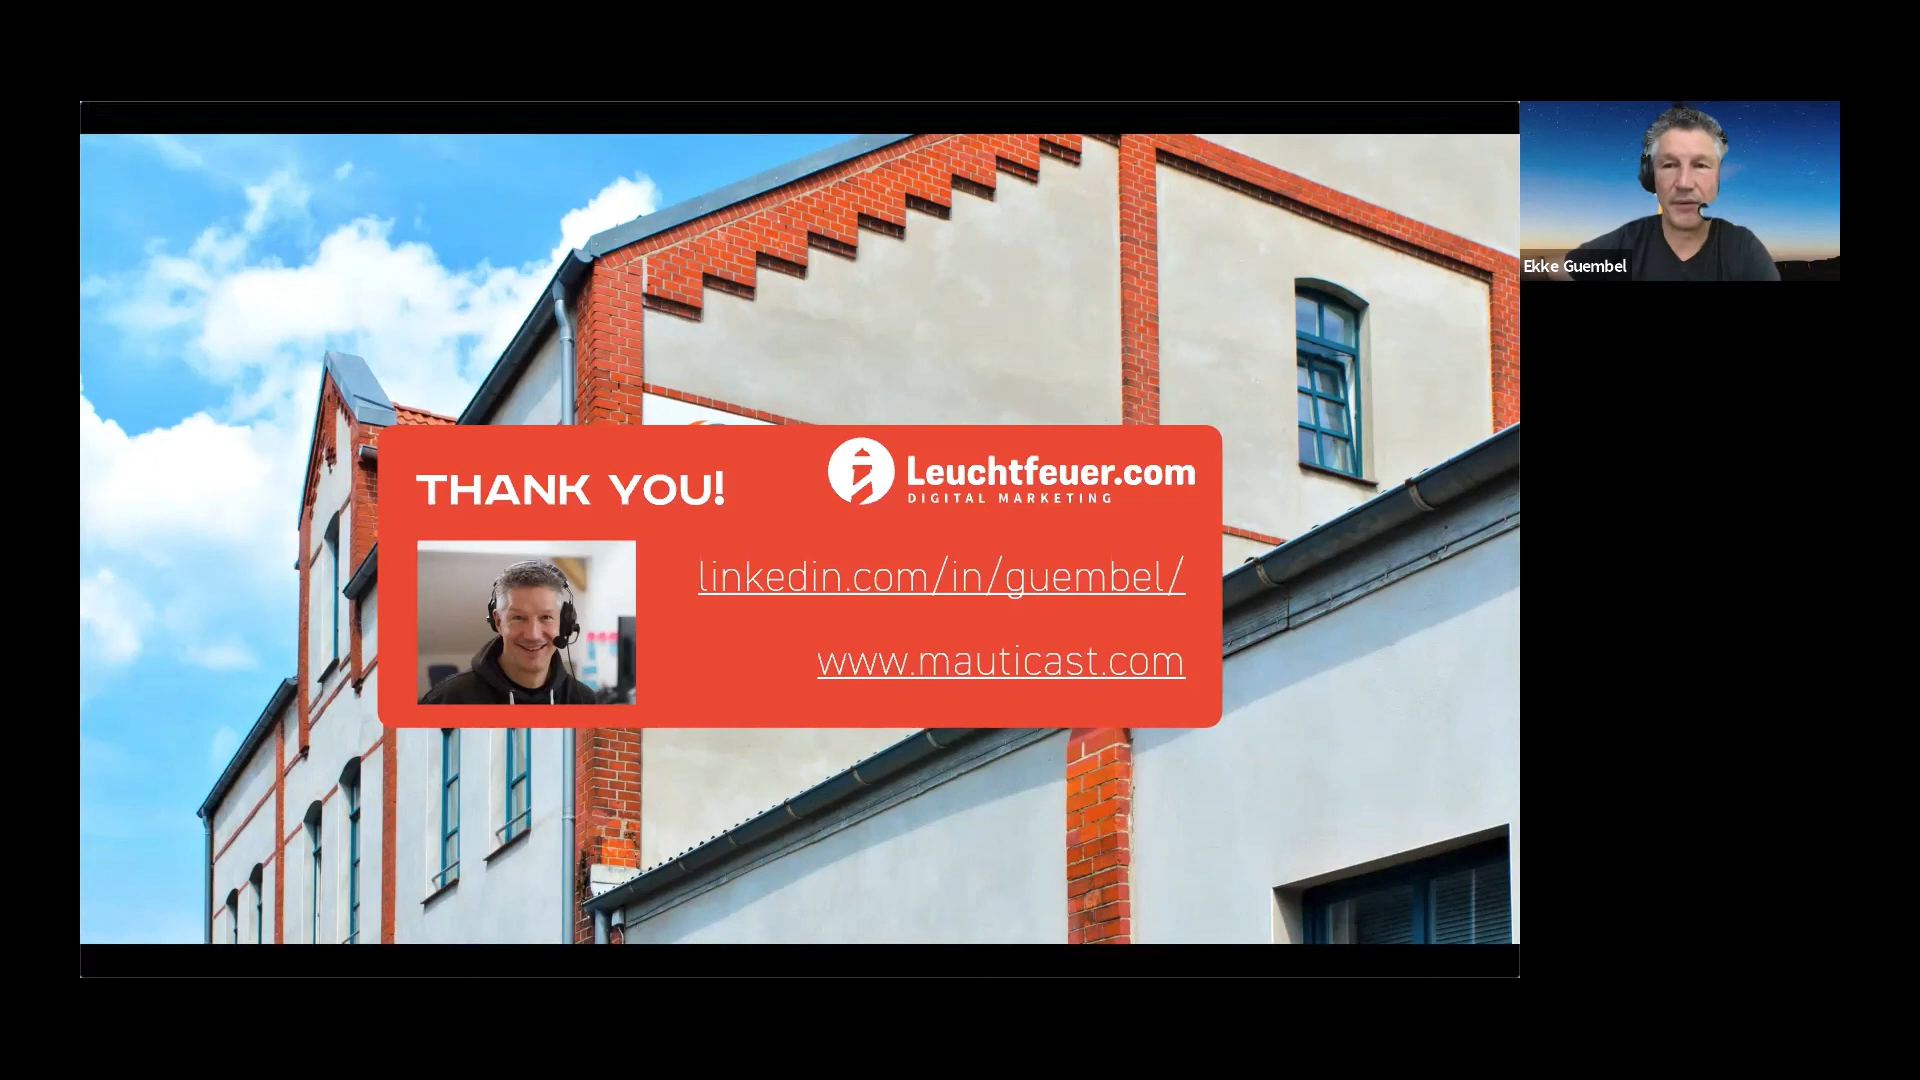 THANK YOU!
Leuchtfeuer.com
DIGITAL MARKETING
linkedin.com/in/guembel/
www.mauticast.com
Ekke Guembel